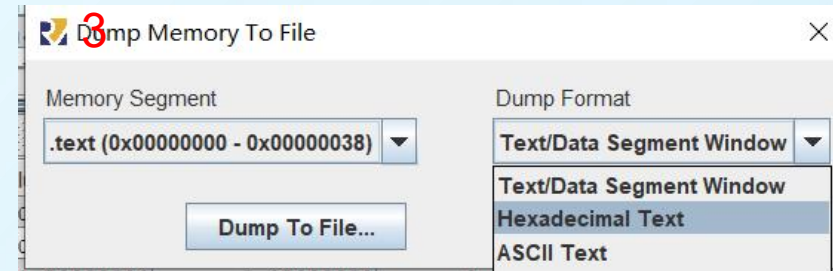 3
Dump Memory To File
Memory Segment
Dump Format
.text (0x00000000 - 0x00000038)
Text/Data Segment Window
Text/Data Segment Window
Hexadecimal Text
Dump To File...
ASCII Text